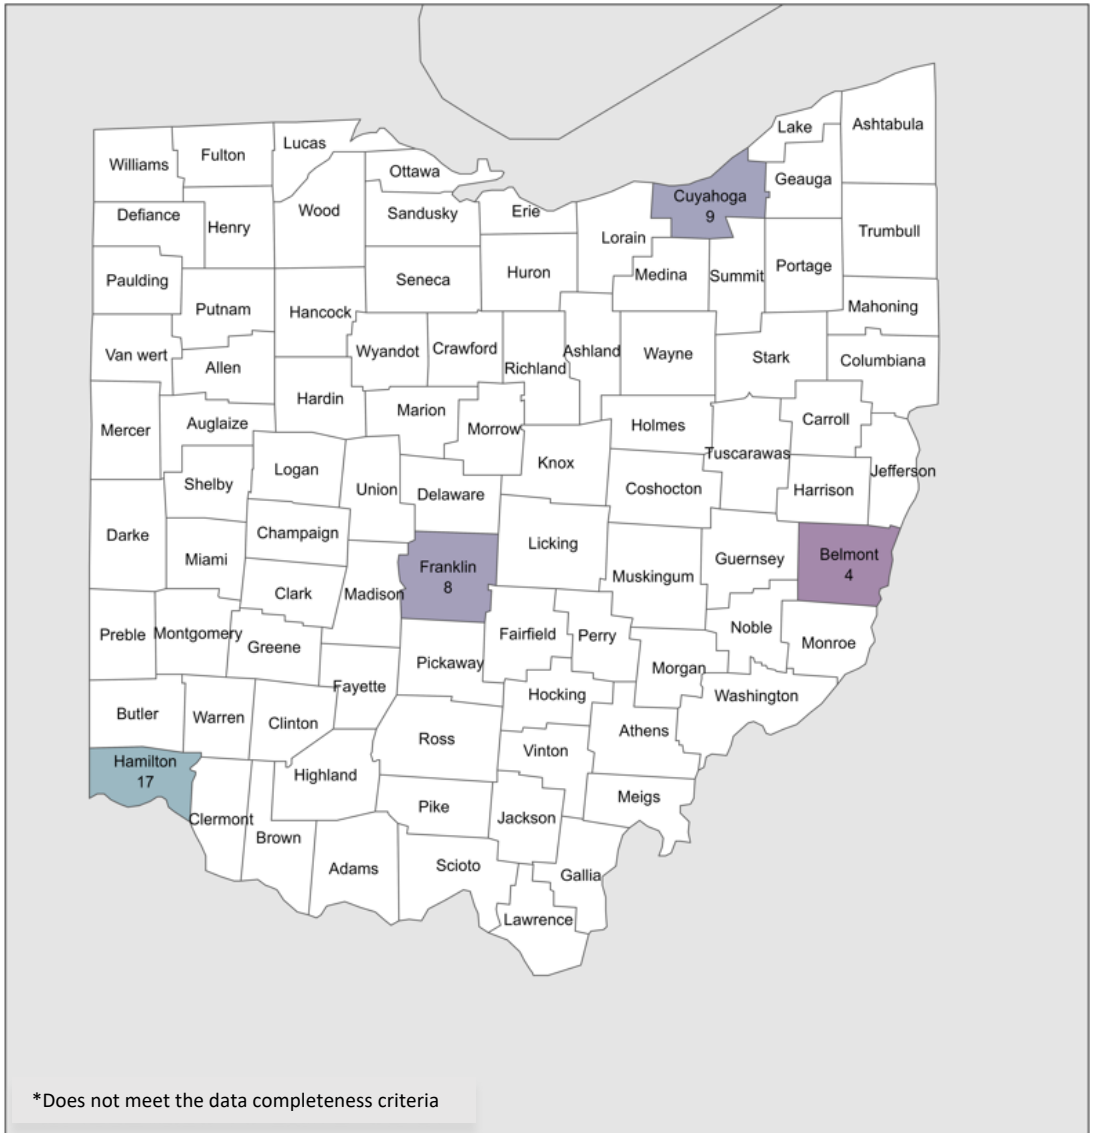 Lake
Ashtabula
Lucas
Williams
Fulton
Ottawa
Geauga
Cuyahoga
9
Defiance
Henry
Wood
Sandusky
Erie
Lorain
Trumbull
Paulding
Seneca
Huron
Medina
Summit
Portage
Putnam
Hancock
Mahoning
Van wert
Allen
Wyandot
Crawford
Richland
Ashland
Wayne
Stark
Columbiana
Mercer
Auglaize
Hardin
Marion
Morrow
Holmes
Carroll
Tuscarawas
Shelby
Logan
Union
Delaware
Knox
Coshocton
Harrison
Jefferson
Darke
Miami
Champaign
Clark
Madison
Franklin
8
Licking
Muskingum
Guernsey
Belmont
4
Preble
Montgomery
Greene
Fayette
Pickaway
Fairfield
Perry
Morgan
Noble
Monroe
Washington
Butler
Warren
Clinton
Ross
Hocking
Vinton
Athens
Hamilton
17
Clermont
Highland
Pike
Jackson
Meigs
Brown
Adams
Scioto
Gallia
Lawrence
*Does not meet the data completeness criteria